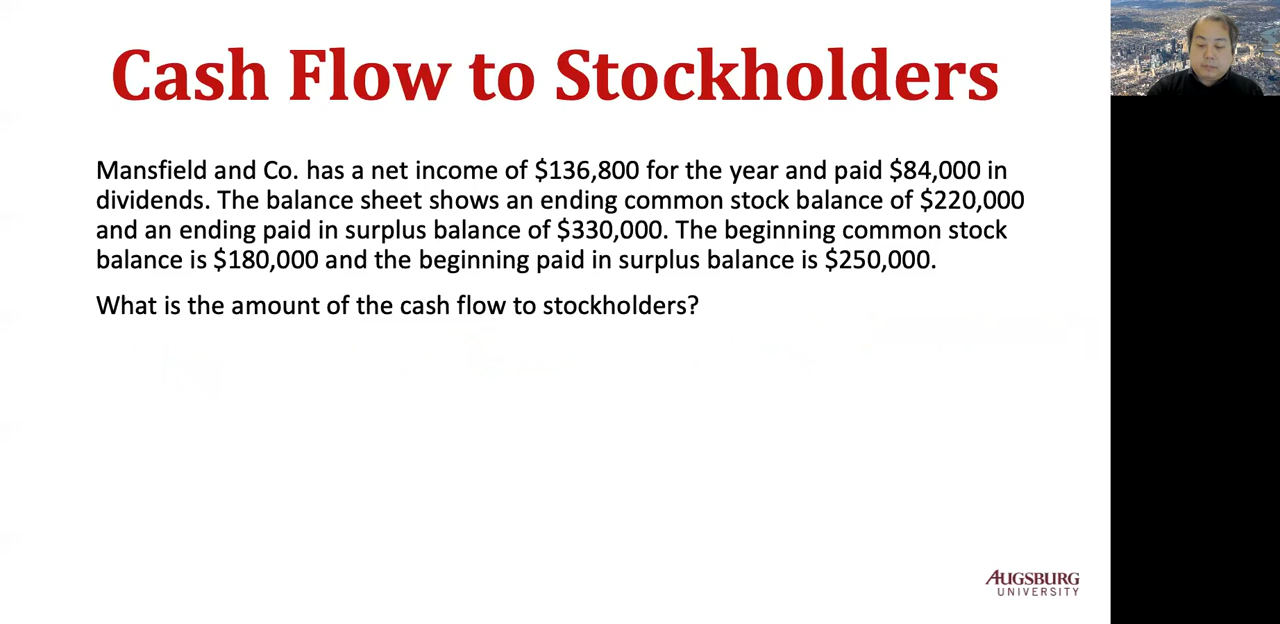 Cash Flow to Stockholders
Mansfield and Co. has a net income of $136,800 for the year and paid $84,000 in
dividends. The balance sheet shows an ending common stock balance of $220,000
and an ending paid in surplus balance of $330,000. The beginning common stock
balance is $180,000 and the beginning paid in surplus balance is $250,000.
What is the amount of the cash flow to stockholders?
AUGSBURG
UNIVERSITY